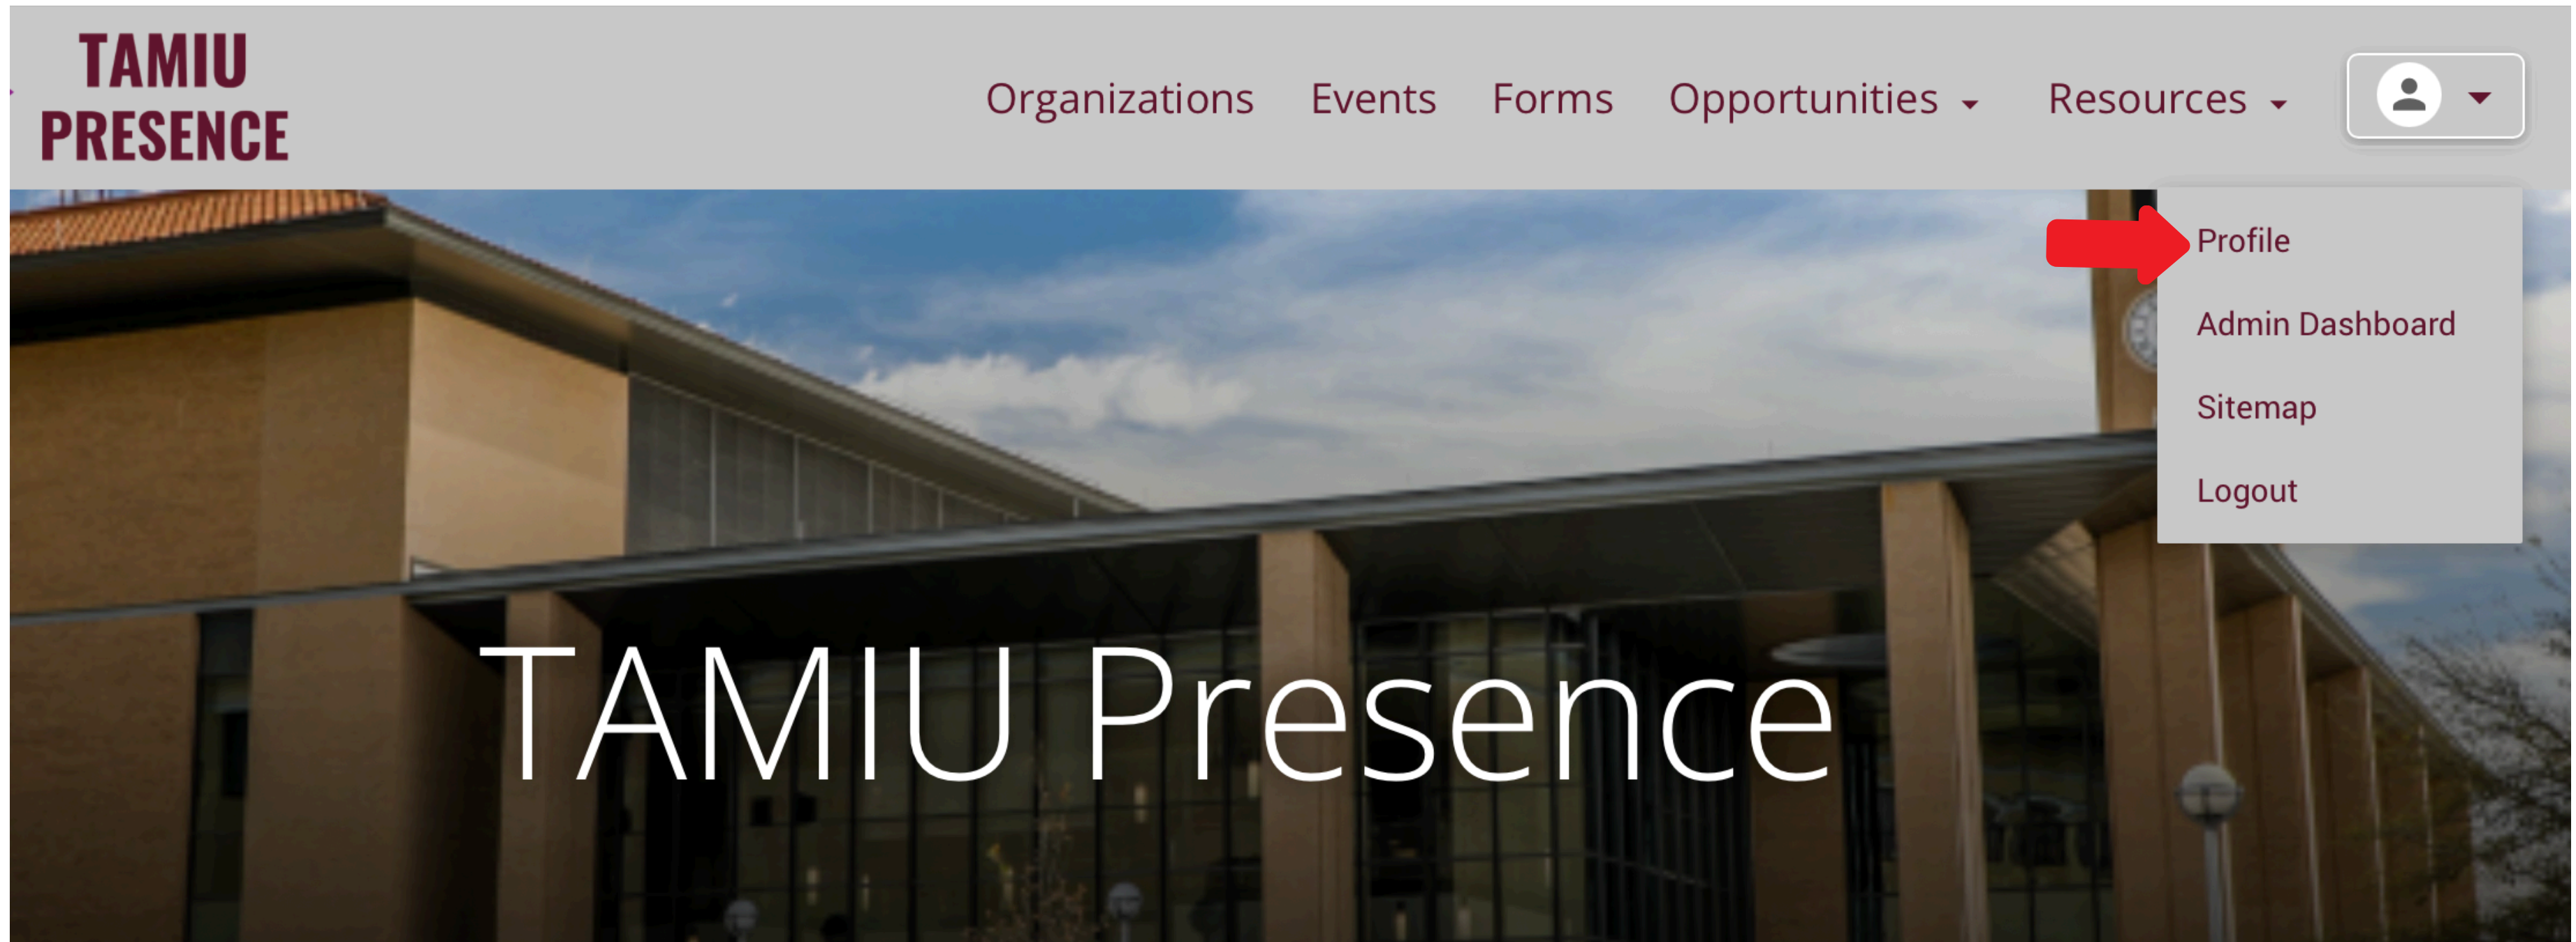 TAMIU
PRESENCE
Organizations Events Forms Opportunities Resources
Profile
Admin Dashboard
Sitemap
Logout
TAMIU Presence